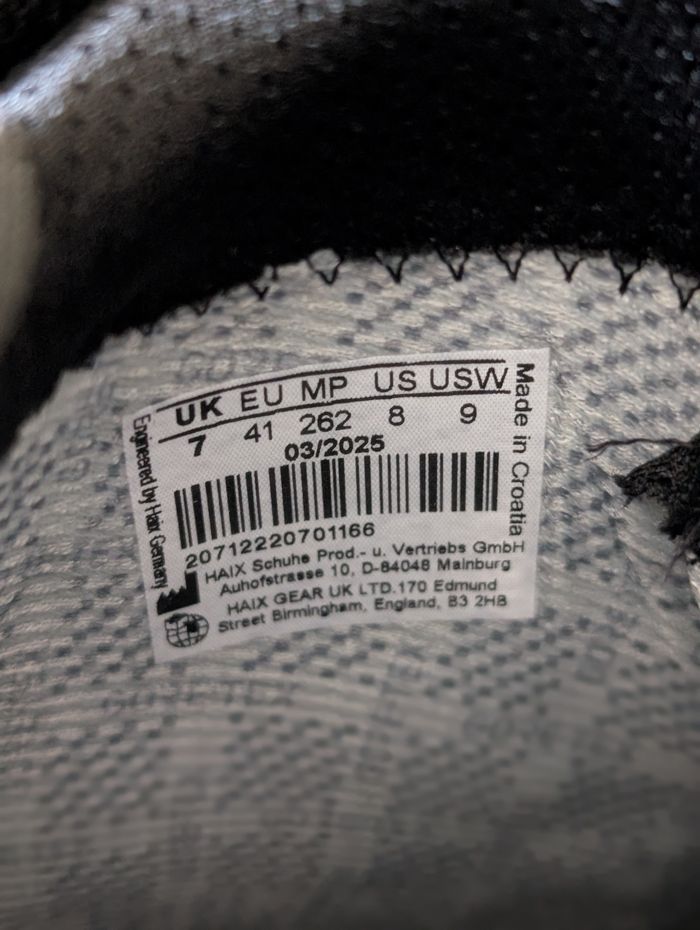 UK EU MP US USW
7 41 262 8 9
03/2025
20712220701166
HAIX Schuhe Prod.- u. Vertriebs GmbH
Auhofstrasse 10, D-84048 Mainburg
HAIX GEAR UK LTD.170 Edmund
Street Birmingham, England, B3 2HB
Engineered by Haix Germany
Made in Croatia